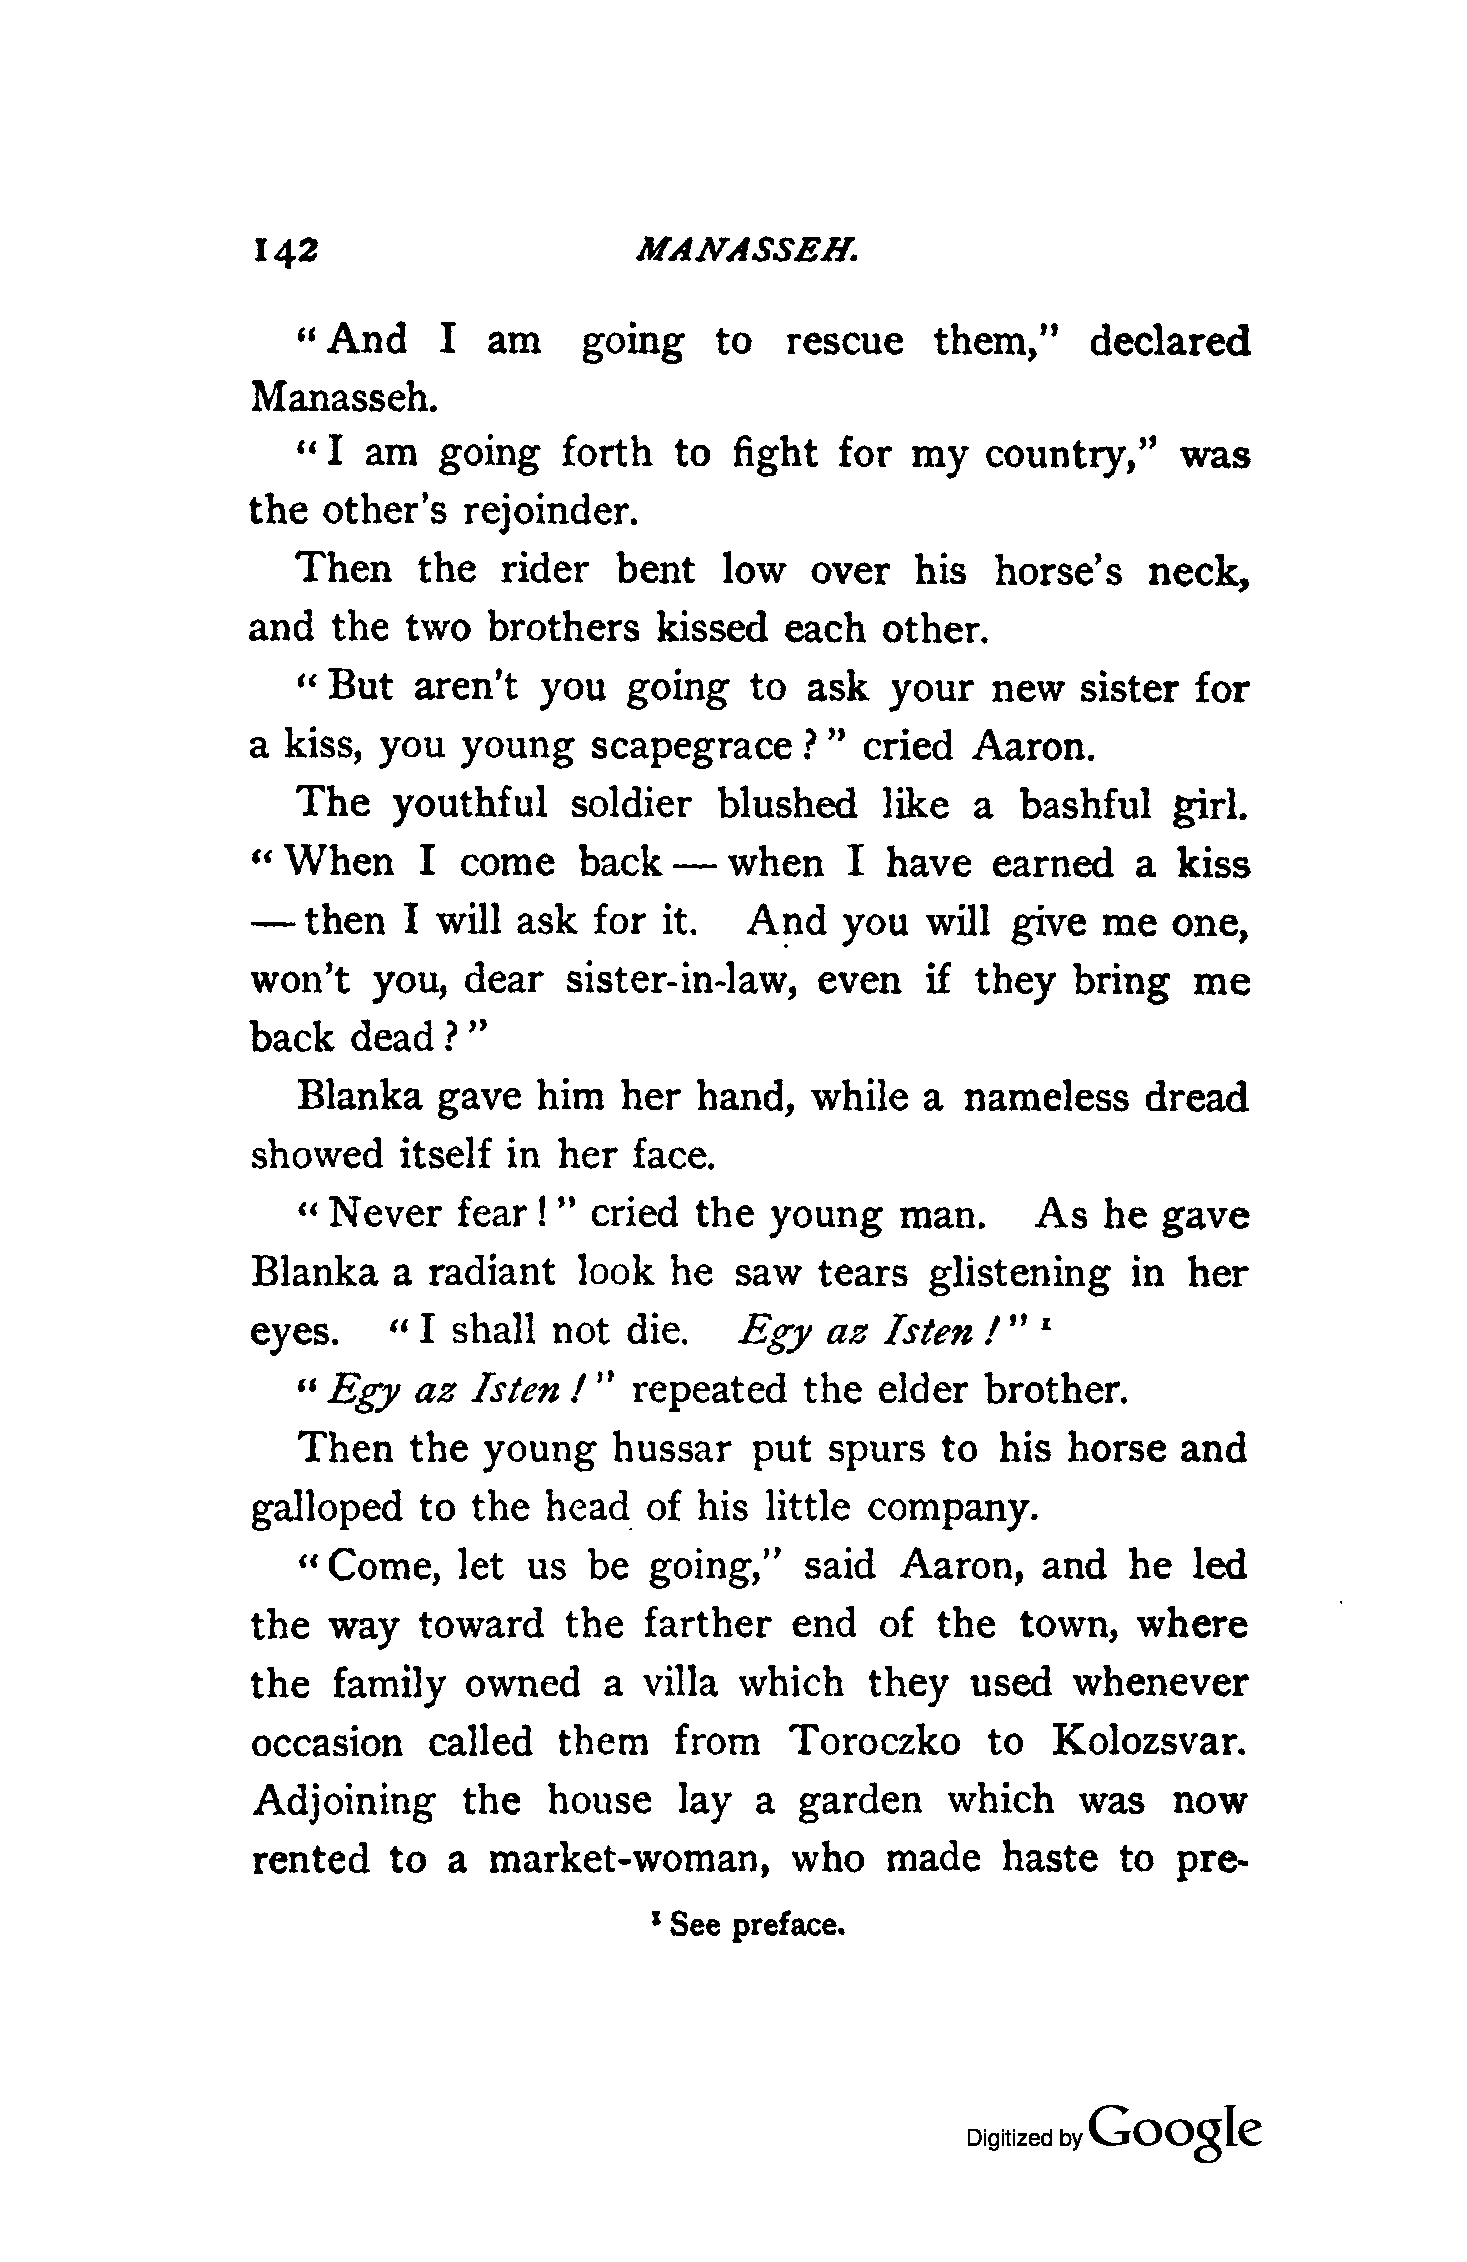 142 MANASSEH.
" And I am going to rescue them," declared
Manasseh.
" I am going forth to fight for my country," was
the other's rejoinder.
Then the rider bent low over his horse's neck,
and the two brothers kissed each other.
" But aren't you going to ask your new sister for
a kiss, you young scapegrace ? " cried Aaron.
The youthful soldier blushed like a bashful girl.
" When I come back — when I have earned a kiss
— then I will ask for it. And you will give me one,
won't you, dear sister-in-law, even if they bring me
back dead ? "
Blanka gave him her hand, while a nameless dread
showed itself in her face.
" Never fear ! " cried the young man. As he gave
Blanka a radiant look he saw tears glistening in her
eyes. " I shall not die. Egy az Isten ! " ¹
" Egy az Isten ! " repeated the elder brother.
Then the young hussar put spurs to his horse and
galloped to the head of his little company.
" Come, let us be going," said Aaron, and he led
the way toward the farther end of the town, where
the family owned a villa which they used whenever
occasion called them from Toroczko to Kolozsvar.
Adjoining the house lay a garden which was now
rented to a market-woman, who made haste to pre-
¹ See preface.
Digitized by Google